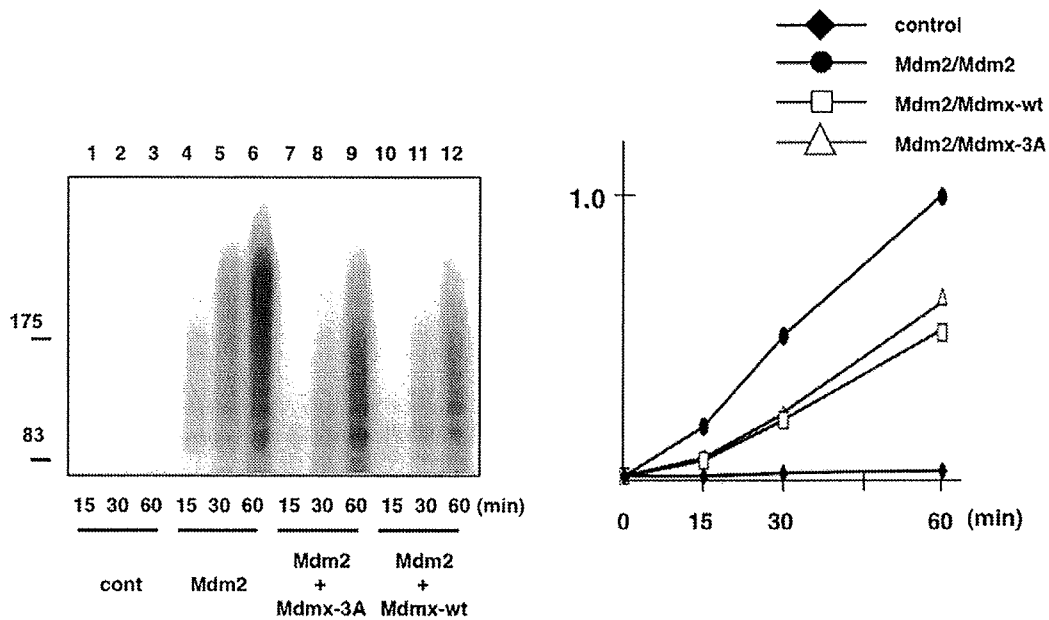 control
Mdm2/Mdm2
Mdm2/Mdmx-wt
Mdm2/Mdmx-3A
1 2 3 4 5 6 7 8 9 10 11 12
175
83
15 30 60 15 30 60 15 30 60 15 30 60 (min)
cont
Mdm2
Mdm2
+
Mdmx-3A
Mdm2
+
Mdmx-wt
1.0
0 15 30 60 (min)